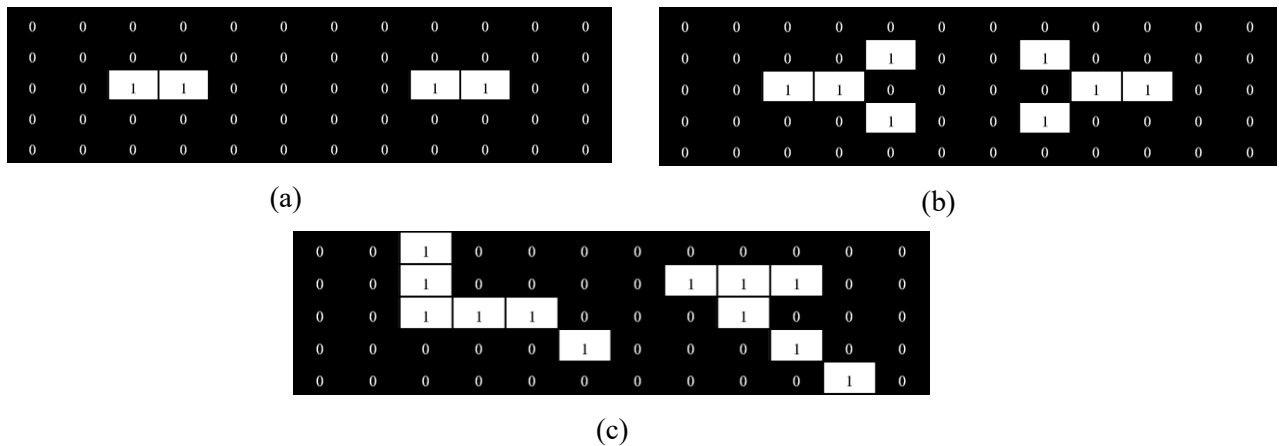 0 0 0 0 0 0 0 0 0 0 0 0
0 0 0 0 0 0 0 0 0 0 0 0
0 0 1 1 0 0 0 0 1 1 0 0
0 0 0 0 0 0 0 0 0 0 0 0
0 0 0 0 0 0 0 0 0 0 0 0
(a)
0 0 0 0 0 0 0 0 0 0 0 0
0 0 0 0 1 0 0 1 0 0 0 0
0 0 1 1 0 0 0 0 1 1 0 0
0 0 0 0 1 0 0 1 0 0 0 0
0 0 0 0 0 0 0 0 0 0 0 0
(b)
0 0 1 0 0 0 0 0 0 0 0 0
0 0 1 0 0 0 0 1 1 1 0 0
0 0 1 1 1 0 0 0 1 0 0 0
0 0 0 0 0 1 0 0 0 1 0 0
0 0 0 0 0 0 0 0 0 0 1 0
(c)